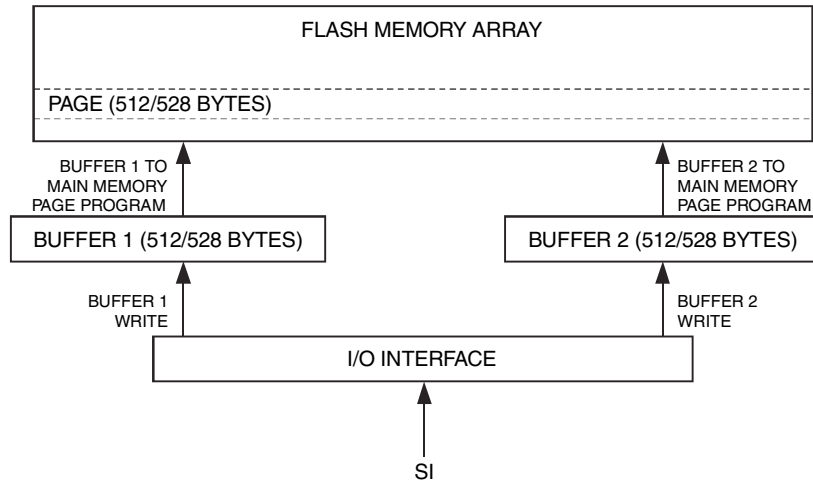 FLASH MEMORY ARRAY
PAGE (512/528 BYTES)
BUFFER 1 TO
MAIN MEMORY
PAGE PROGRAM
BUFFER 2 TO
MAIN MEMORY
PAGE PROGRAM
BUFFER 1 (512/528 BYTES)
BUFFER 2 (512/528 BYTES)
BUFFER 1
WRITE
BUFFER 2
WRITE
I/O INTERFACE
SI